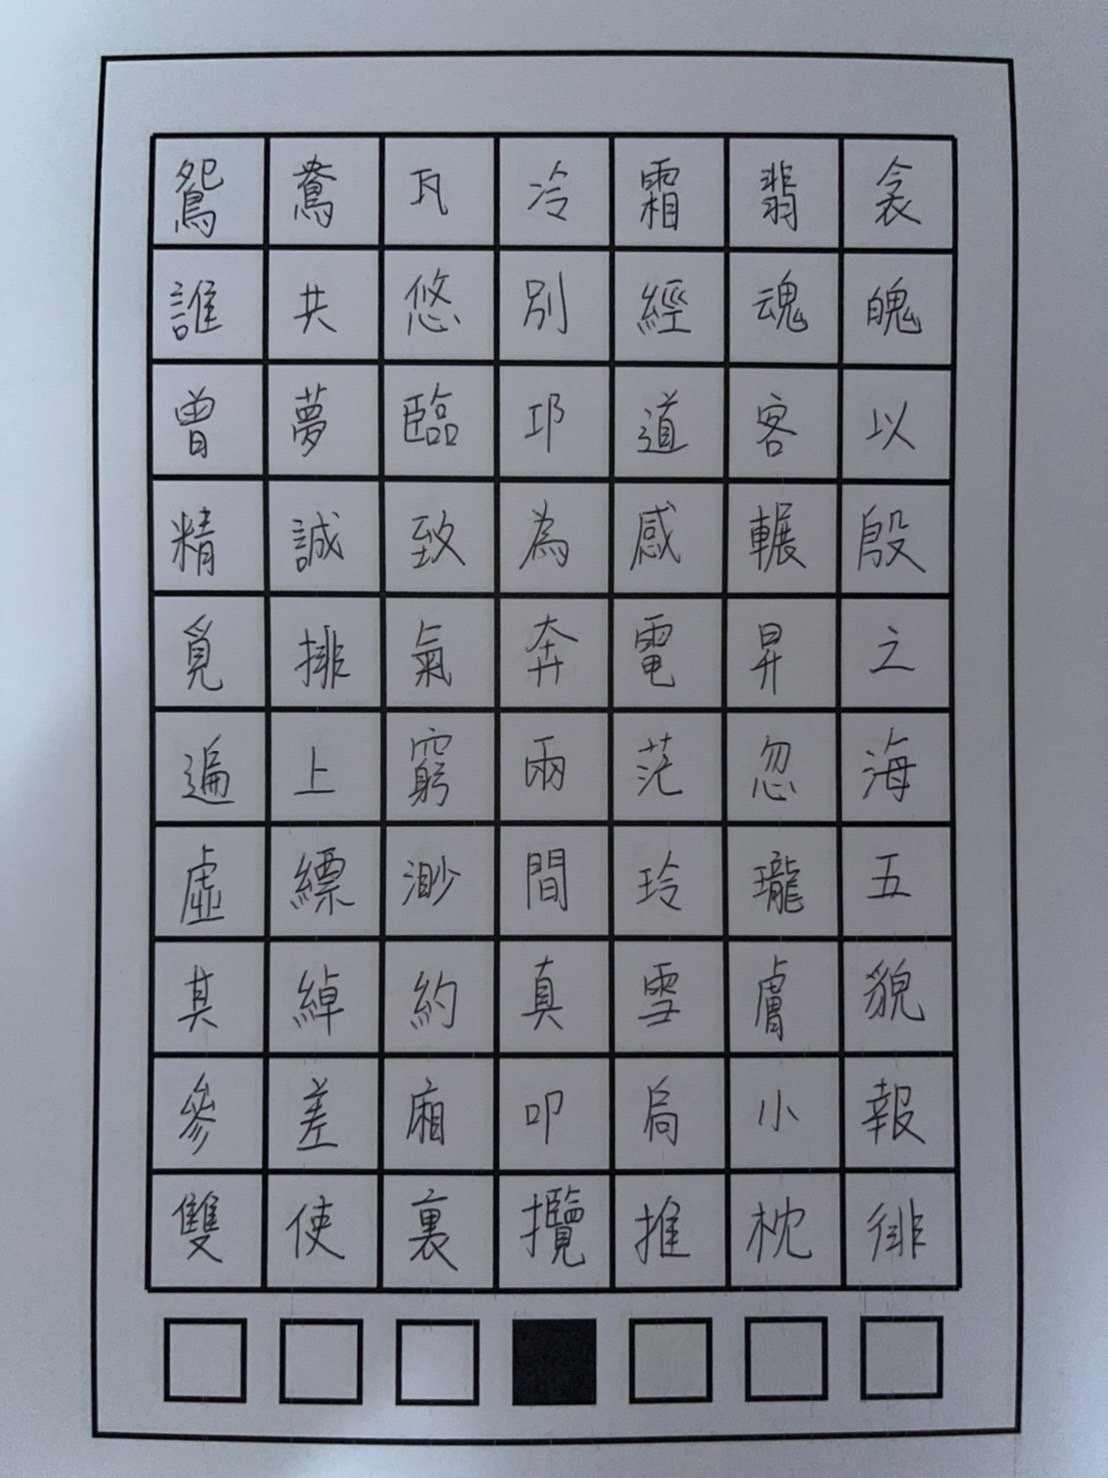 鴛鴦瓦冷霜翡衾
誰共悠別經魂魄
曾夢臨邛道客以
精誠致為感輾殷
覓排氣奔電昇之
遍上窮兩茫忽海
虛縹渺間玲瓏五
其綽約真雪膚貌
參差廂叩扃小報
雙使裏攬推枕徘